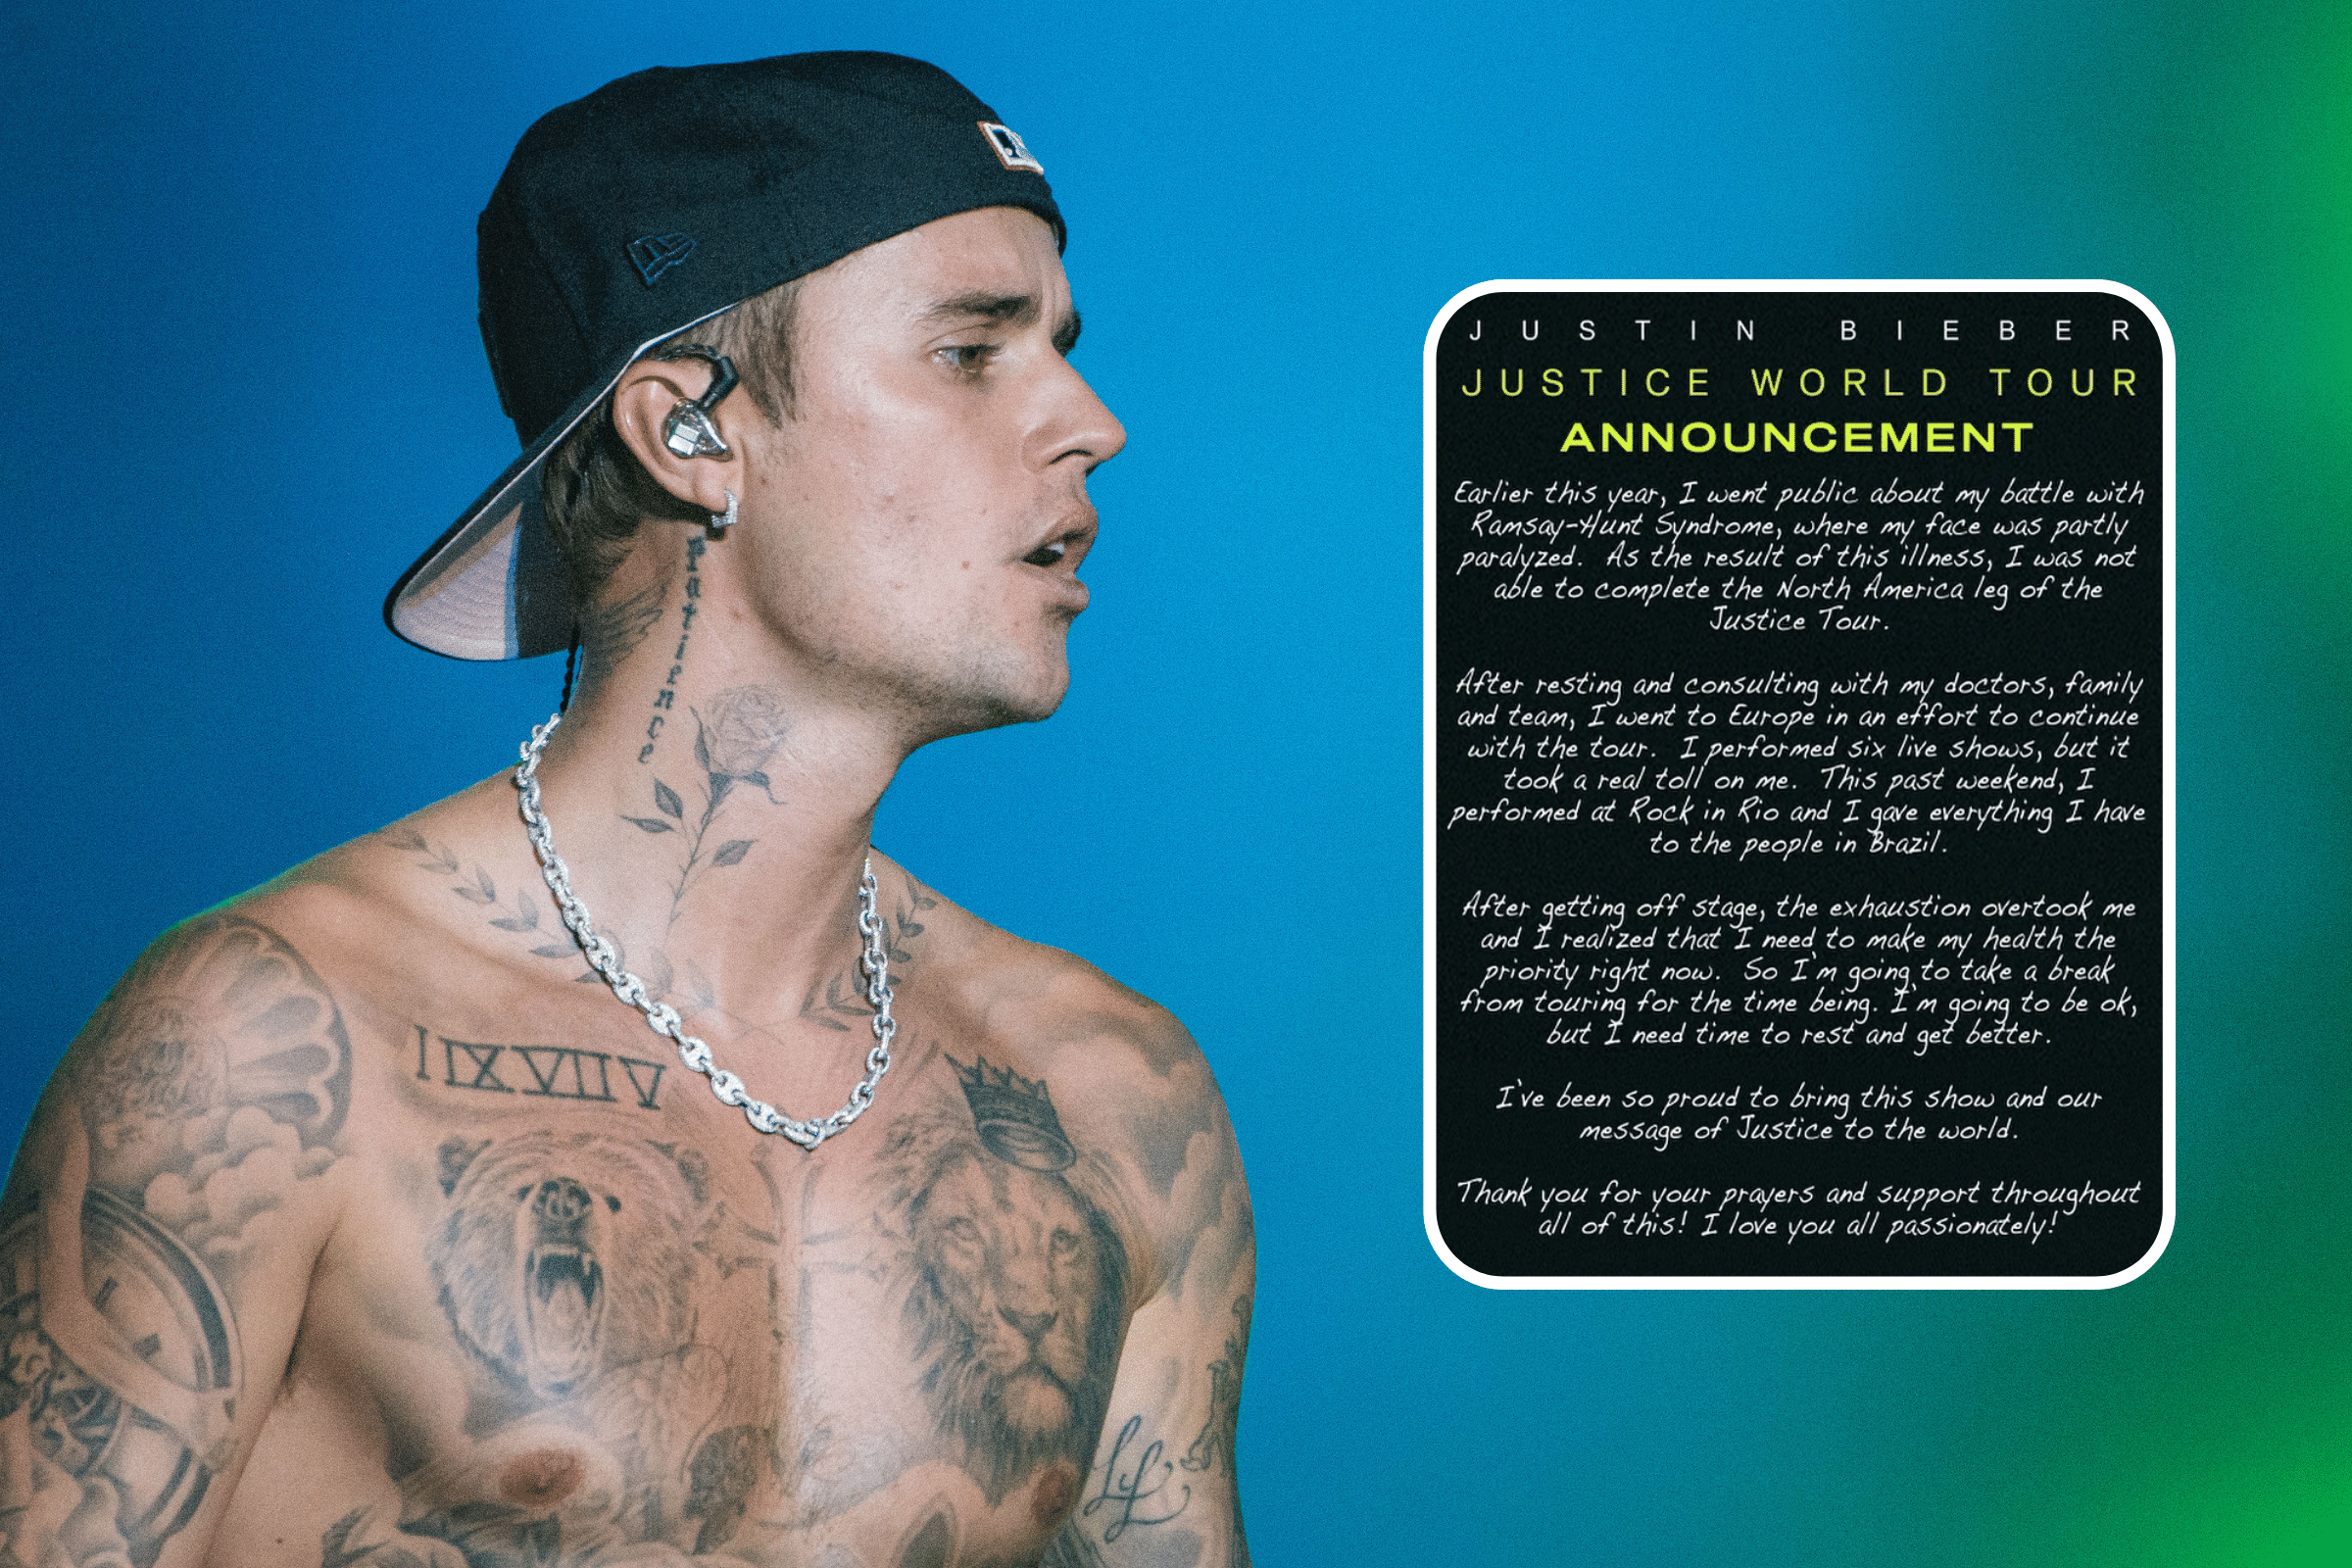 JUSTIN BIEBER
JUSTICE WORLD TOUR
ANNOUNCEMENT
Earlier this year, I went public about my battle with
Ramsay-Hunt Syndrome, where my face was partly
paralyzed. As the result of this illness, I was not
able to complete the North America leg of the
Justice Tour.
After resting and consulting with my doctors, family
and team, I went to Europe in an effort to continue
with the tour. I performed six live shows, but it
took a real toll on me. This past weekend, I
performed at Rock in Rio and I gave everything I have
to the people in Brazil.
After getting off stage, the exhaustion overtook me
and I realized that I need to make my health the
priority right now. So I'm going to take a break
from touring for the time being. I'm going to be ok,
but I need time to rest and get better.
I've been so proud to bring this show and our
message of Justice to the world.
Thank you for your prayers and support throughout
all of this! I love you all passionately!
Patience
I IX VII V
LL